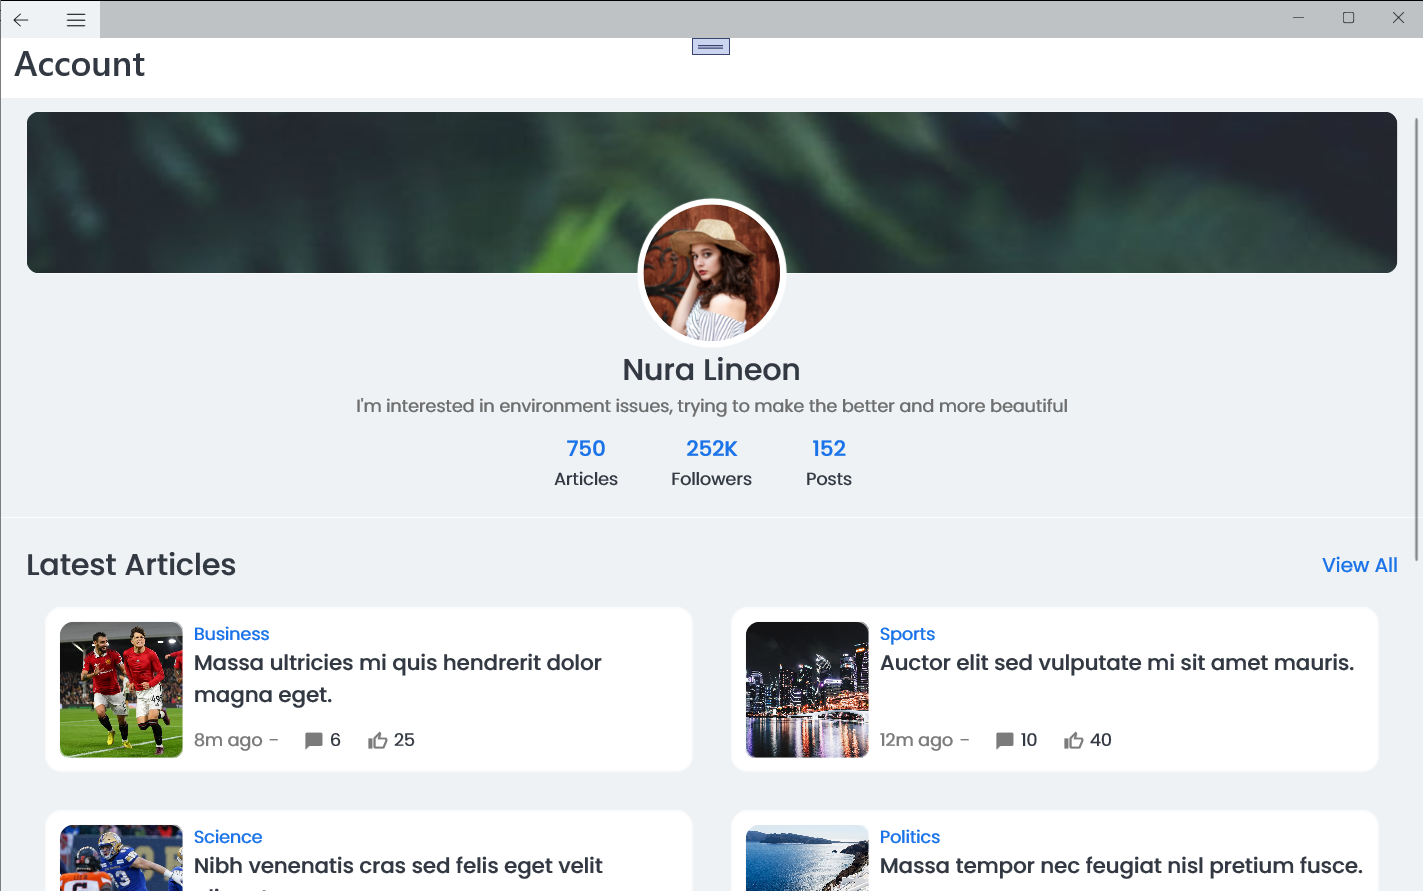 Account
Nura Lineon
I'm interested in environment issues, trying to make the better and more beautiful
750 252K 152
Articles Followers Posts
Latest Articles View All
Business
Massa ultricies mi quis hendrerit dolor
magna eget.
8m ago - 6 25
Sports
Auctor elit sed vulputate mi sit amet mauris.
12m ago - 10 40
Science
Nibh venenatis cras sed felis eget velit
Politics
Massa tempor nec feugiat nisl pretium fusce.